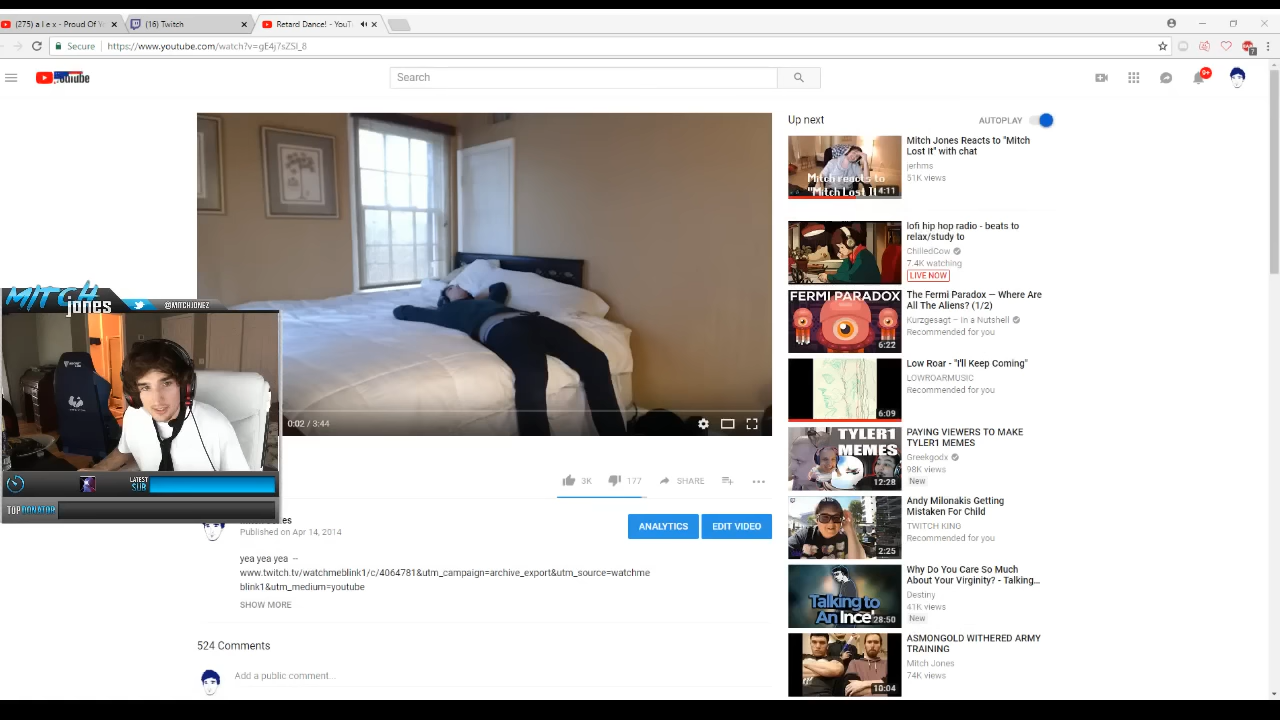 (275) a l e x - Proud Of Y
(16) Twitch
Retard Dance! - YouT
Secure
https://www.youtube.com/watch?v=gE4j7sZSI_8
Search
9+
Up next
AUTOPLAY
Mitch reacts to
"Mitch Lost It"
4:11
Mitch Jones Reacts to "Mitch
Lost It" with chat
jerhms
51K views
lofi hip hop radio - beats to
relax/study to
ChilledCow
7.4K watching
LIVE NOW
FERMI PARADOX
6:22
The Fermi Paradox — Where Are
All The Aliens? (1/2)
Kurzgesagt – In a Nutshell
Recommended for you
6:09
Low Roar - "I'll Keep Coming"
LOWROARMUSIC
Recommended for you
TYLER1
MEMES
12:28
PAYING VIEWERS TO MAKE
TYLER1 MEMES
Greekgodx
98K views
New
2:25
Andy Milonakis Getting
Mistaken For Child
TWITCH KING
Recommended for you
Talking to
An Ince'
28:50
Why Do You Care So Much
About Your Virginity? - Talking...
Destiny
41K views
New
10:04
ASMONGOLD WITHERED ARMY
TRAINING
Mitch Jones
74K views
MITCH
Jones
@MITCHJONEZ
LATEST
SUB
TOP DONATOR
0:02 / 3:44
3K
177
SHARE
Published on Apr 14, 2014
ANALYTICS
EDIT VIDEO
yea yea yea --
www.twitch.tv/watchmeblink1/c/4064781&utm_campaign=archive_export&utm_source=watchme
blink1&utm_medium=youtube
SHOW MORE
524 Comments
Add a public comment...